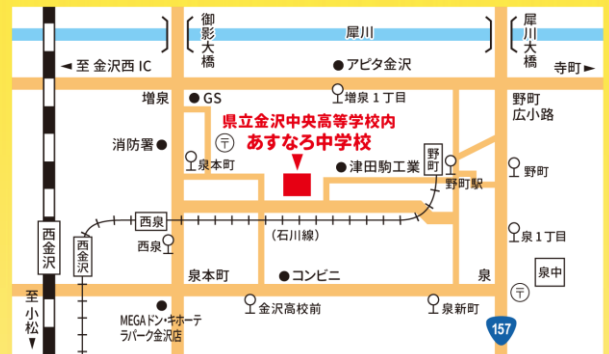 御影大橋
犀川
犀川大橋
◄至 金沢西 IC
●アピタ金沢
寺町►
増泉
●GS
増泉１丁目
野町
広小路
県立金沢中央高等学校内
あすなろ中学校
消防署●
〒
泉本町
●津田駒工業
野町
野町駅
野町
西金沢
西金沢
西泉
西泉
(石川線)
泉１丁目
泉本町
●コンビニ
泉
泉中
〒
至小松▼
MEGAドン・キホーテ
ラパーク金沢店
金沢高校前
泉新町
157